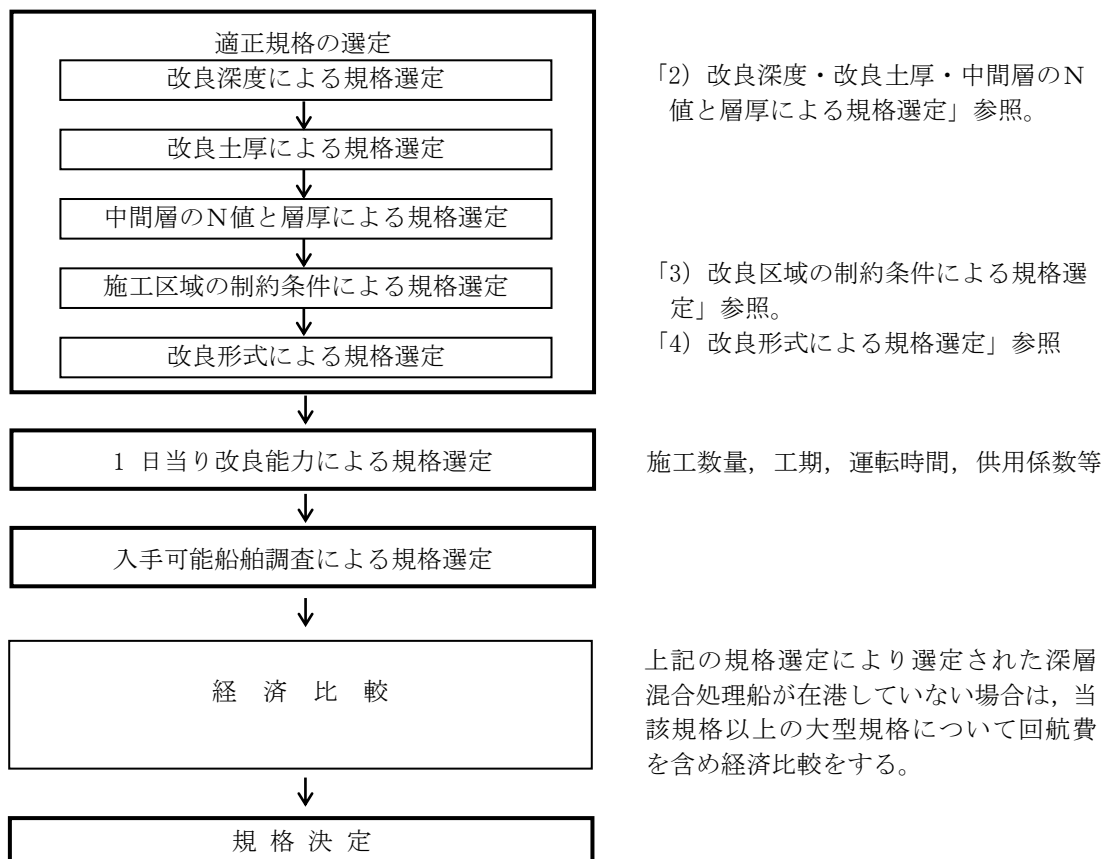 適正規格の選定
改良深度による規格選定
「2) 改良深度・改良土厚・中間層のN
値と層厚による規格選定」参照。
改良土厚による規格選定
中間層のＮ値と層厚による規格選定
施工区域の制約条件による規格選定
「3) 改良区域の制約条件による規格選
定」参照。
改良形式による規格選定
「4) 改良形式による規格選定」参照
1 日当り改良能力による規格選定
施工数量，工期，運転時間，供用係数等
入手可能船舶調査による規格選定
経 済 比 較
上記の規格選定により選定された深層
混合処理船が在港していない場合は，当
該規格以上の大型規格について回航費
を含め経済比較をする。
規 格 決 定